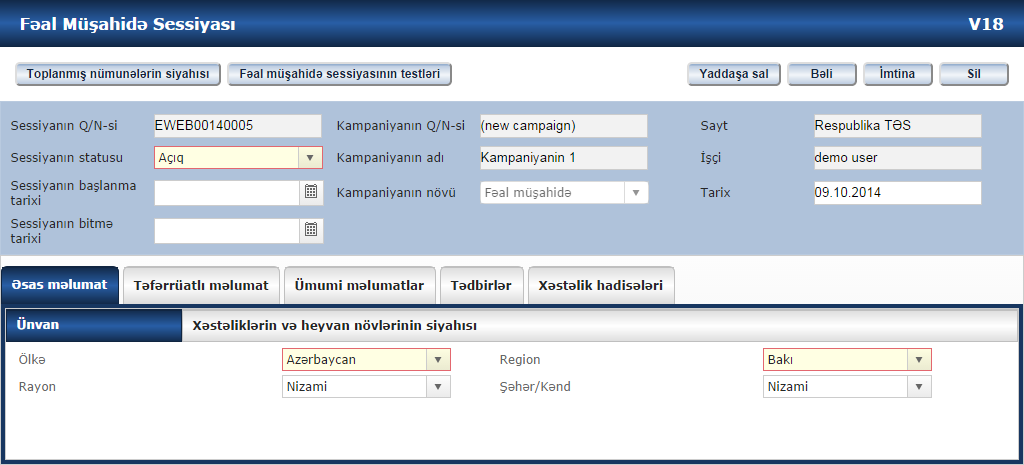 Fəal Müşahidə Sessiyası V18
Toplanmış nümunələrin siyahısı Fəal müşahidə sessiyasının testləri Yaddaşa sal Bəli İmtina Sil
Sessiyanın Q/N-si EWEB00140005 Kampaniyanın Q/N-si (new campaign) Sayt Respublika TƏS
Sessiyanın statusu Açıq Kampaniyanın adı Kampaniyanin 1 İşçi demo user
Sessiyanın başlanma
tarixi Kampaniyanın növü Fəal müşahidə Tarix 09.10.2014
Sessiyanın bitmə
tarixi
Əsas məlumat Təfərrüatlı məlumat Ümumi məlumatlar Tədbirlər Xəstəlik hadisələri
Ünvan Xəstəliklərin və heyvan növlərinin siyahısı
Ölkə Azərbaycan Region Bakı
Rayon Nizami Şəhər/Kənd Nizami